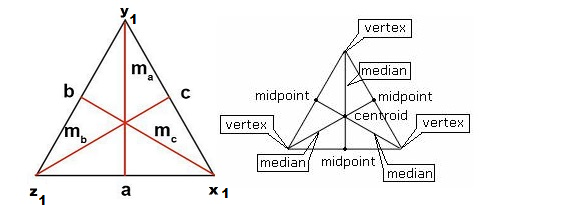 y1
ma
b
c
mb
mc
z1
a
x1
vertex
median
midpoint
midpoint
centroid
vertex
vertex
median
midpoint
median